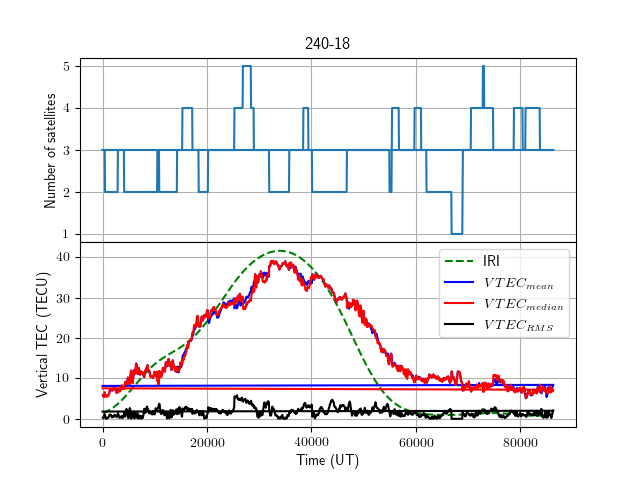 240-18
Number of satellites
5
4
3
2
1
Vertical TEC (TECU)
40
30
20
10
0
IRI
VTEC_mean
VTEC_median
VTEC_RMS
0 20000 40000 60000 80000
Time (UT)